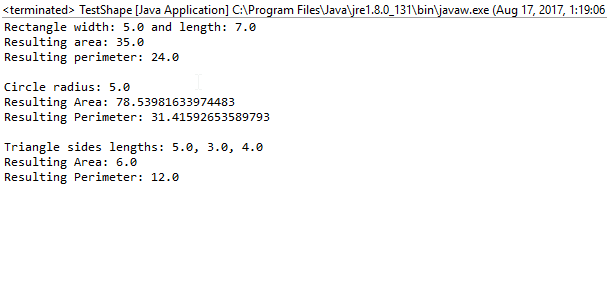 <terminated> TestShape [Java Application] C:\Program Files\Java\jre1.8.0_131\bin\javaw.exe (Aug 17, 2017, 1:19:06
Rectangle width: 5.0 and length: 7.0
Resulting area: 35.0
Resulting perimeter: 24.0
Circle radius: 5.0
Resulting Area: 78.53981633974483
Resulting Perimeter: 31.41592653589793
Triangle sides lengths: 5.0, 3.0, 4.0
Resulting Area: 6.0
Resulting Perimeter: 12.0